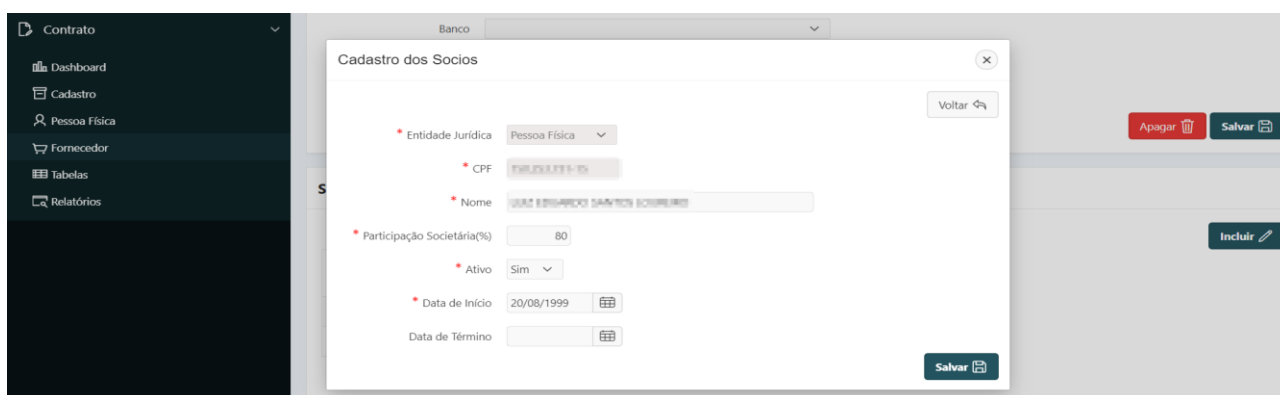 Contrato
Dashboard
Cadastro
Pessoa Física
Fornecedor
Tabelas
Relatórios
Banco
Cadastro dos Socios
Voltar
* Entidade Jurídica Pessoa Física
* CPF
* Nome
* Participação Societária(%) 80
* Ativo Sim
* Data de Início 20/08/1999
Data de Término
Salvar
Apagar Salvar
S
Incluir